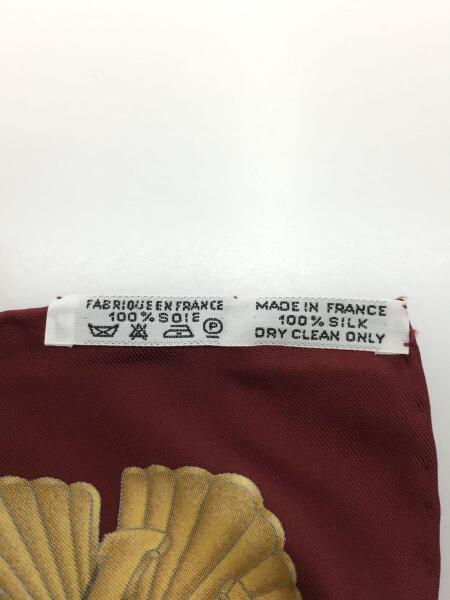 FABRIQUE EN FRANCE
100% SOIE
P
MADE IN FRANCE
100% SILK
DRY CLEAN ONLY